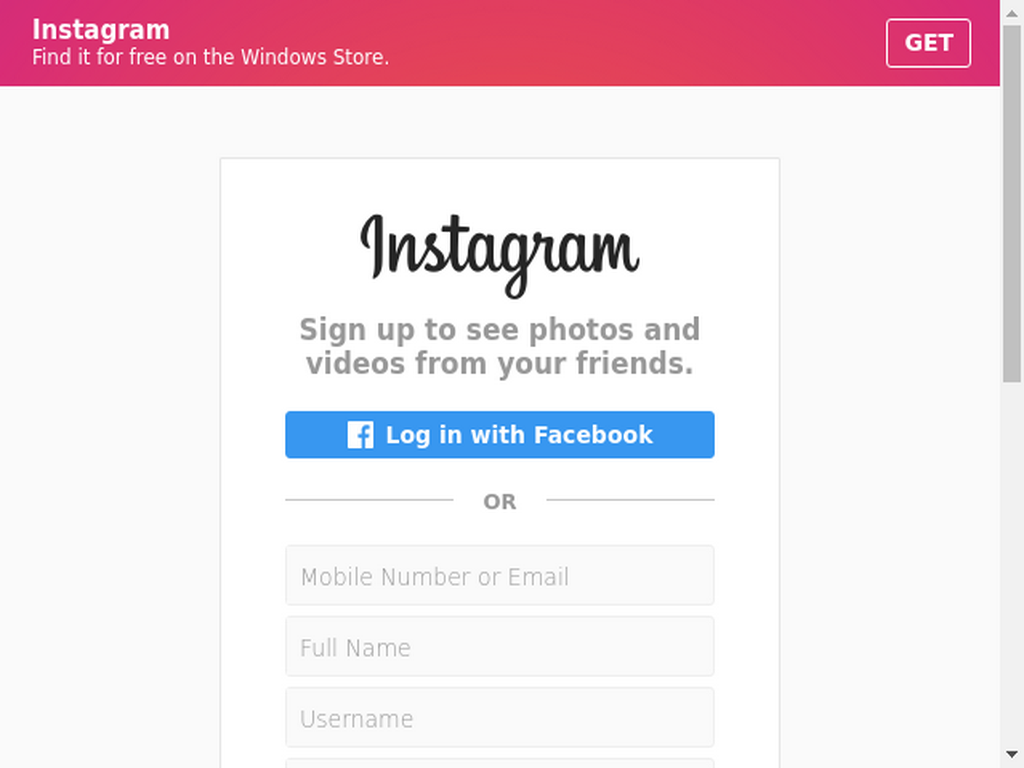 Instagram
Find it for free on the Windows Store.
GET
Instagram
Sign up to see photos and
videos from your friends.
Log in with Facebook
OR
Mobile Number or Email
Full Name
Username